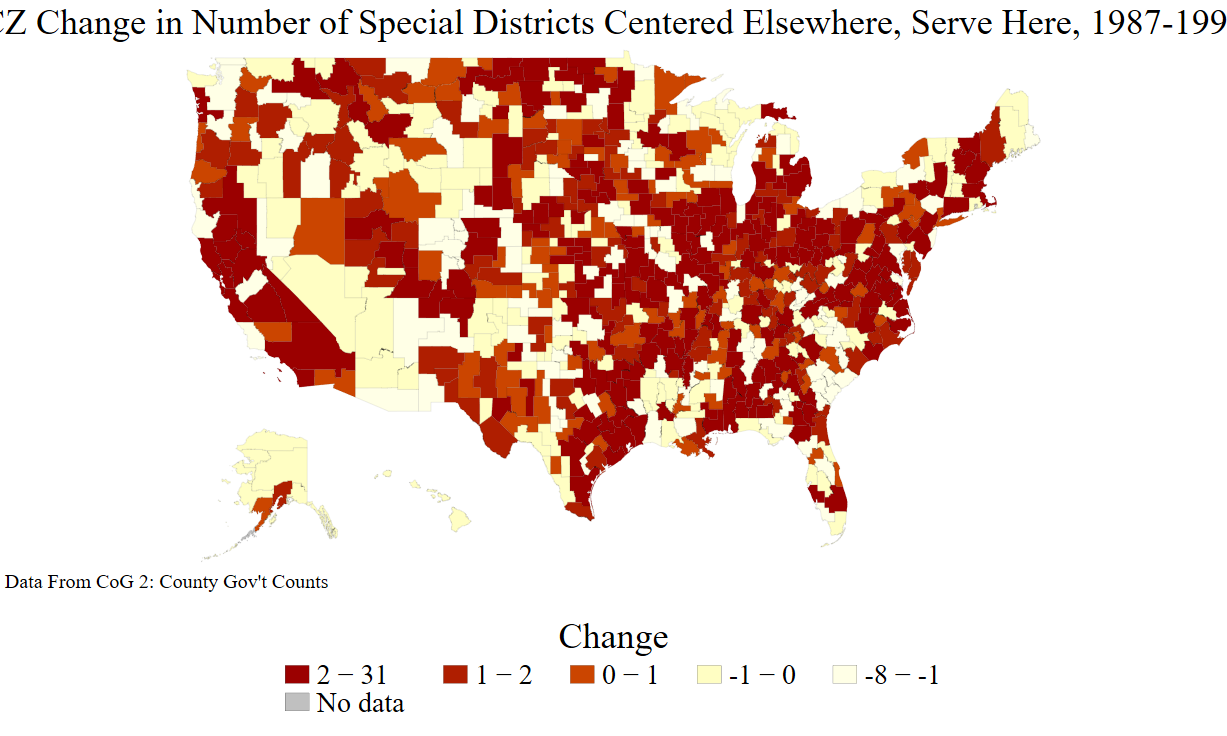 CZ Change in Number of Special Districts Centered Elsewhere, Serve Here, 1987-199
Data From CoG 2: County Gov't Counts
Change
2 – 31
1 – 2
0 – 1
-1 – 0
-8 – -1
No data